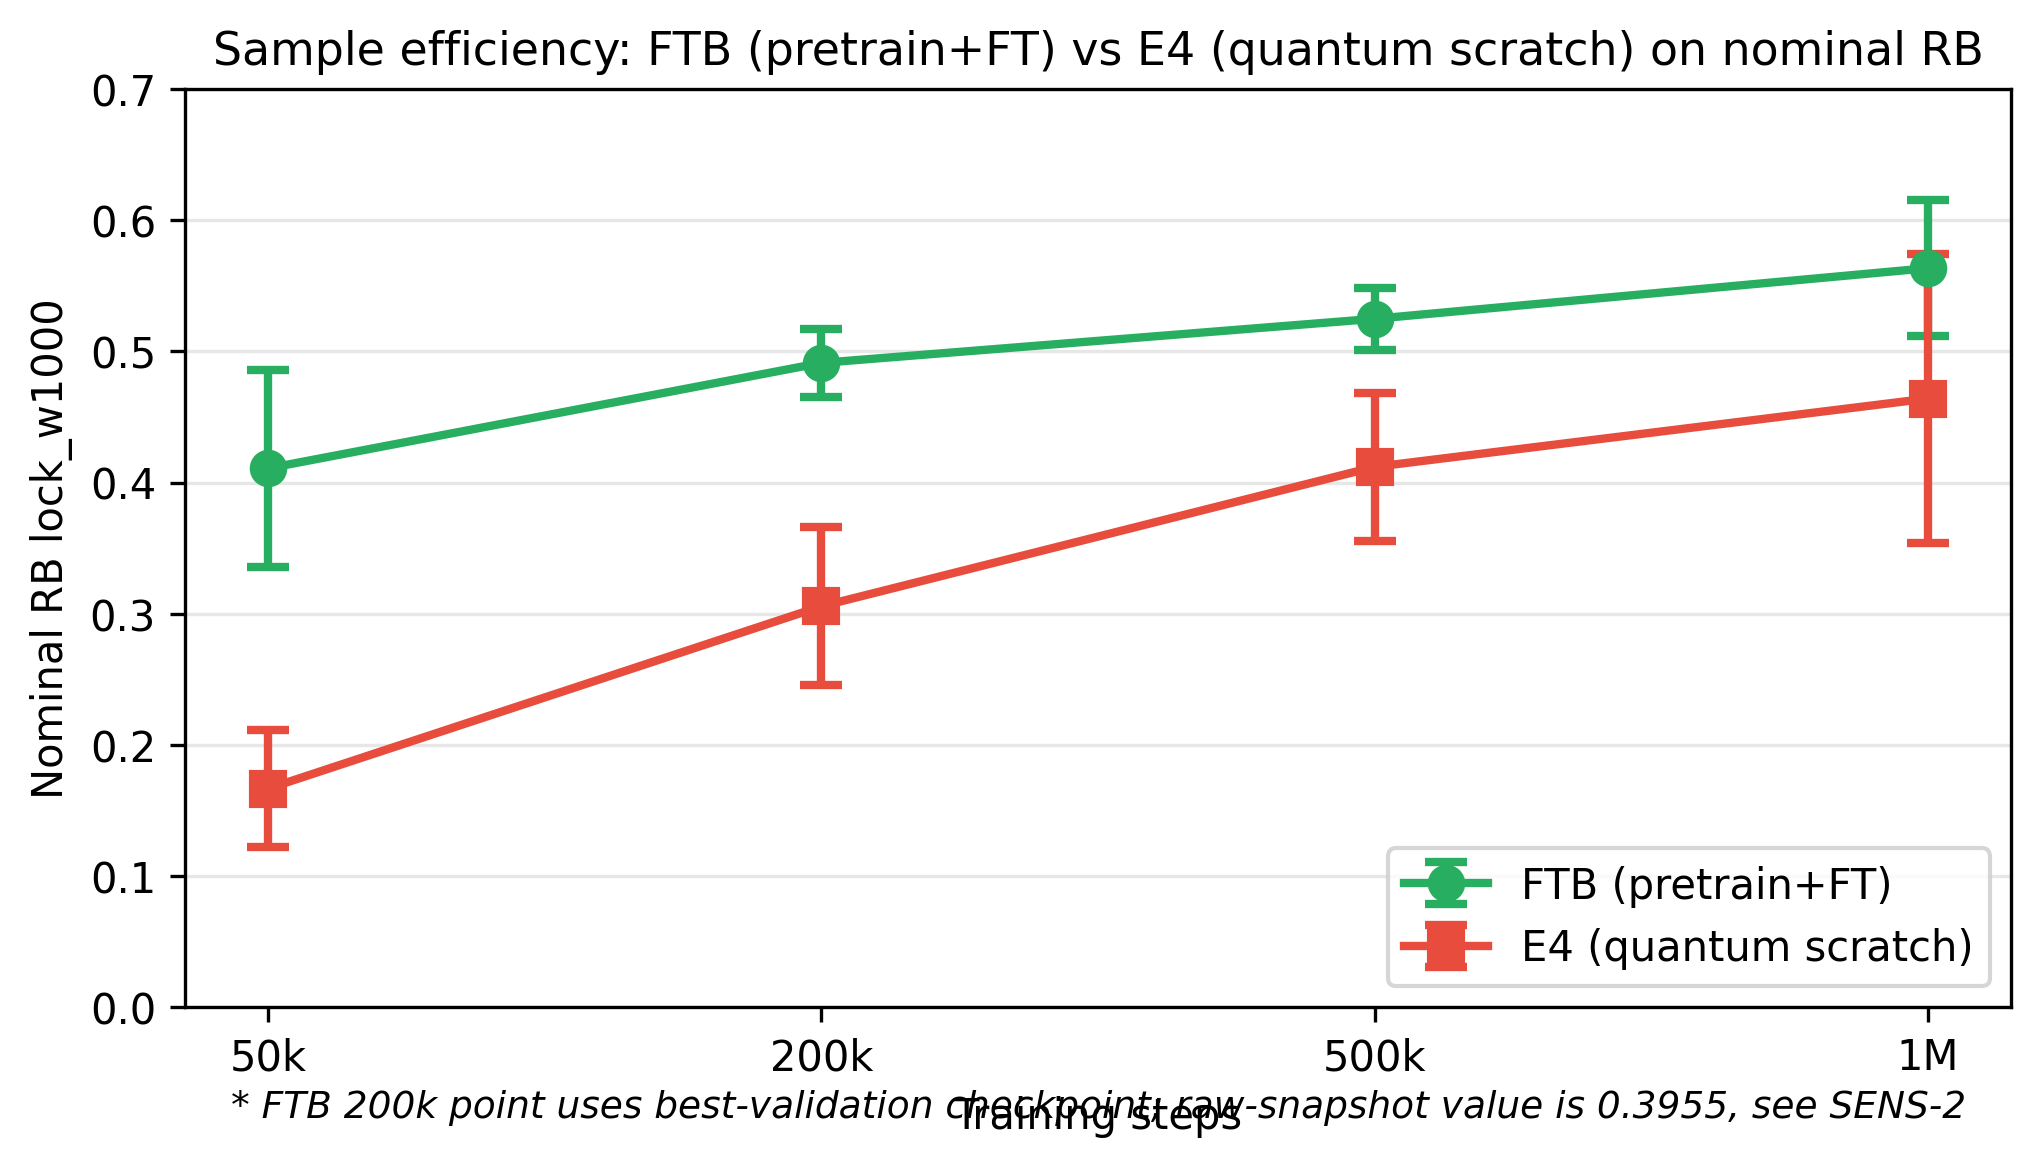 Sample efficiency: FTB (pretrain+FT) vs E4 (quantum scratch) on nominal RB
Nominal RB lock_w1000
0.7
0.6
0.5
0.4
0.3
0.2
0.1
0.0
FTB (pretrain+FT)
E4 (quantum scratch)
50k
200k
500k
1M
* FTB 200k point uses best-validation checkpoint; raw-snapshot value is 0.3955, see SENS-2
Training steps